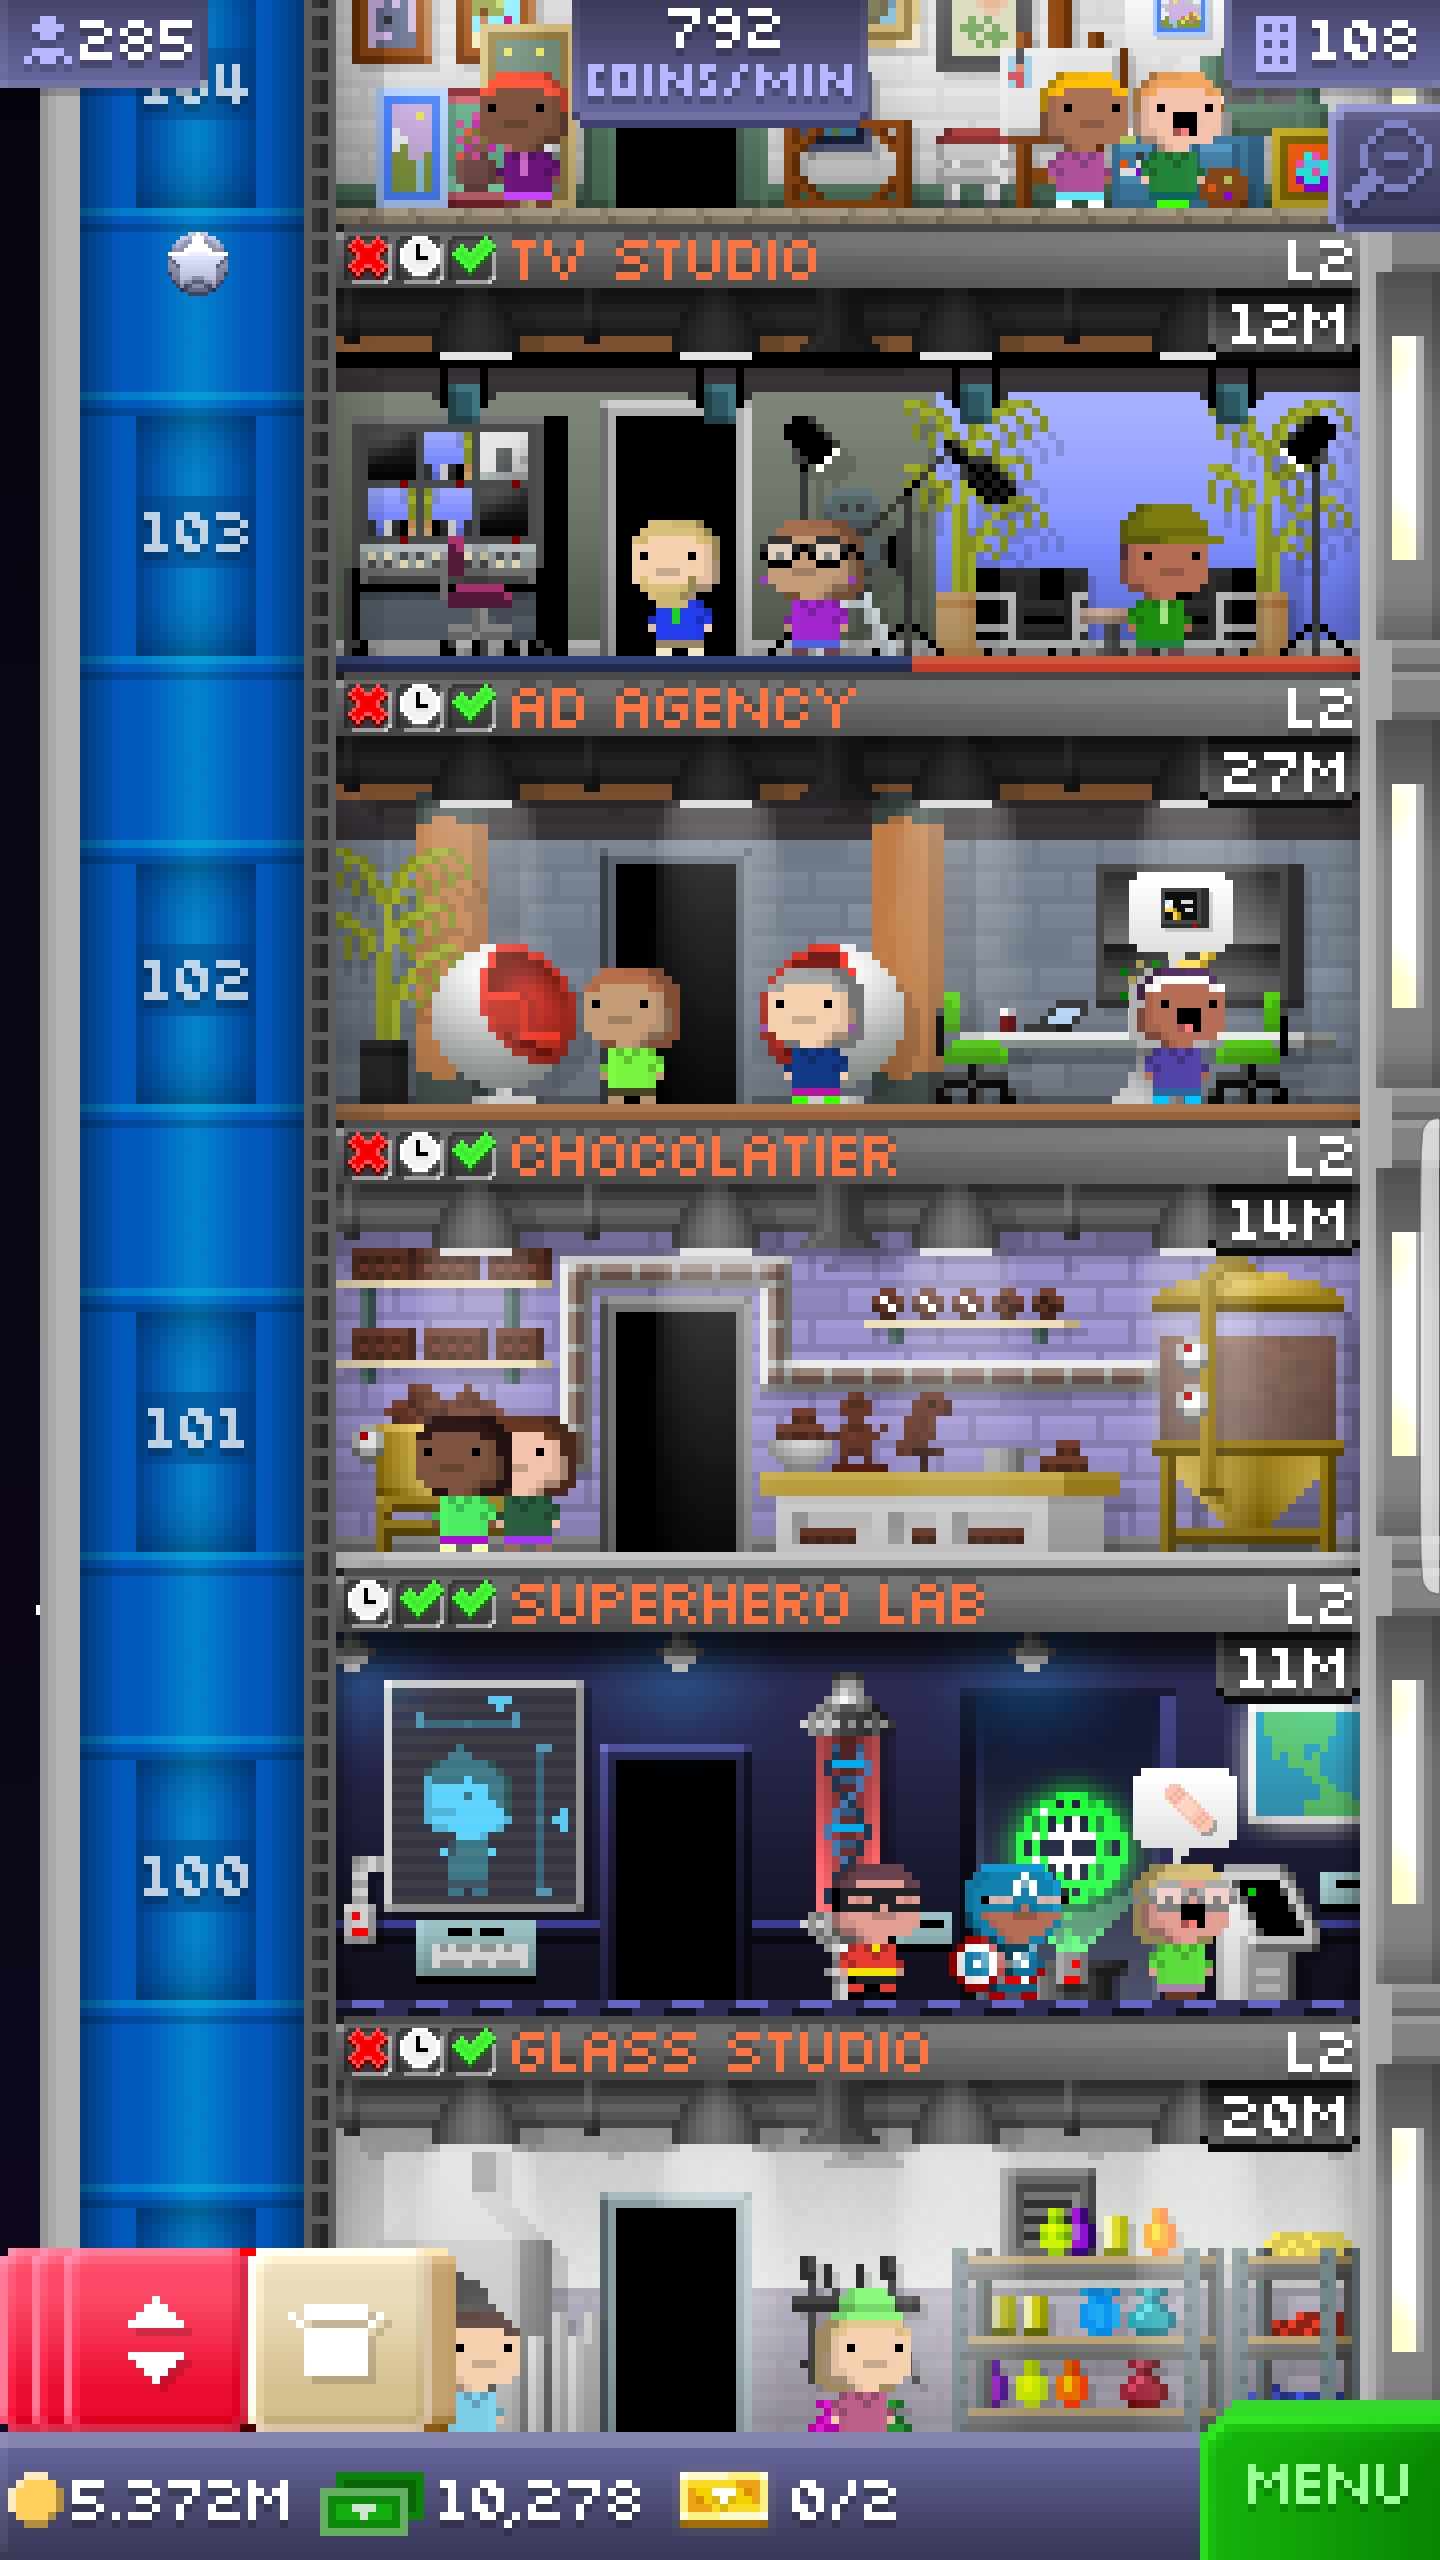 285
792
COINS/MIN
108
104
TV STUDIO L2
12M
103
AD AGENCY L2
27M
102
CHOCOLATIER L2
14M
101
SUPERHERO LAB L2
11M
100
GLASS STUDIO L2
20M
5.372M 10,278 0/2 MENU